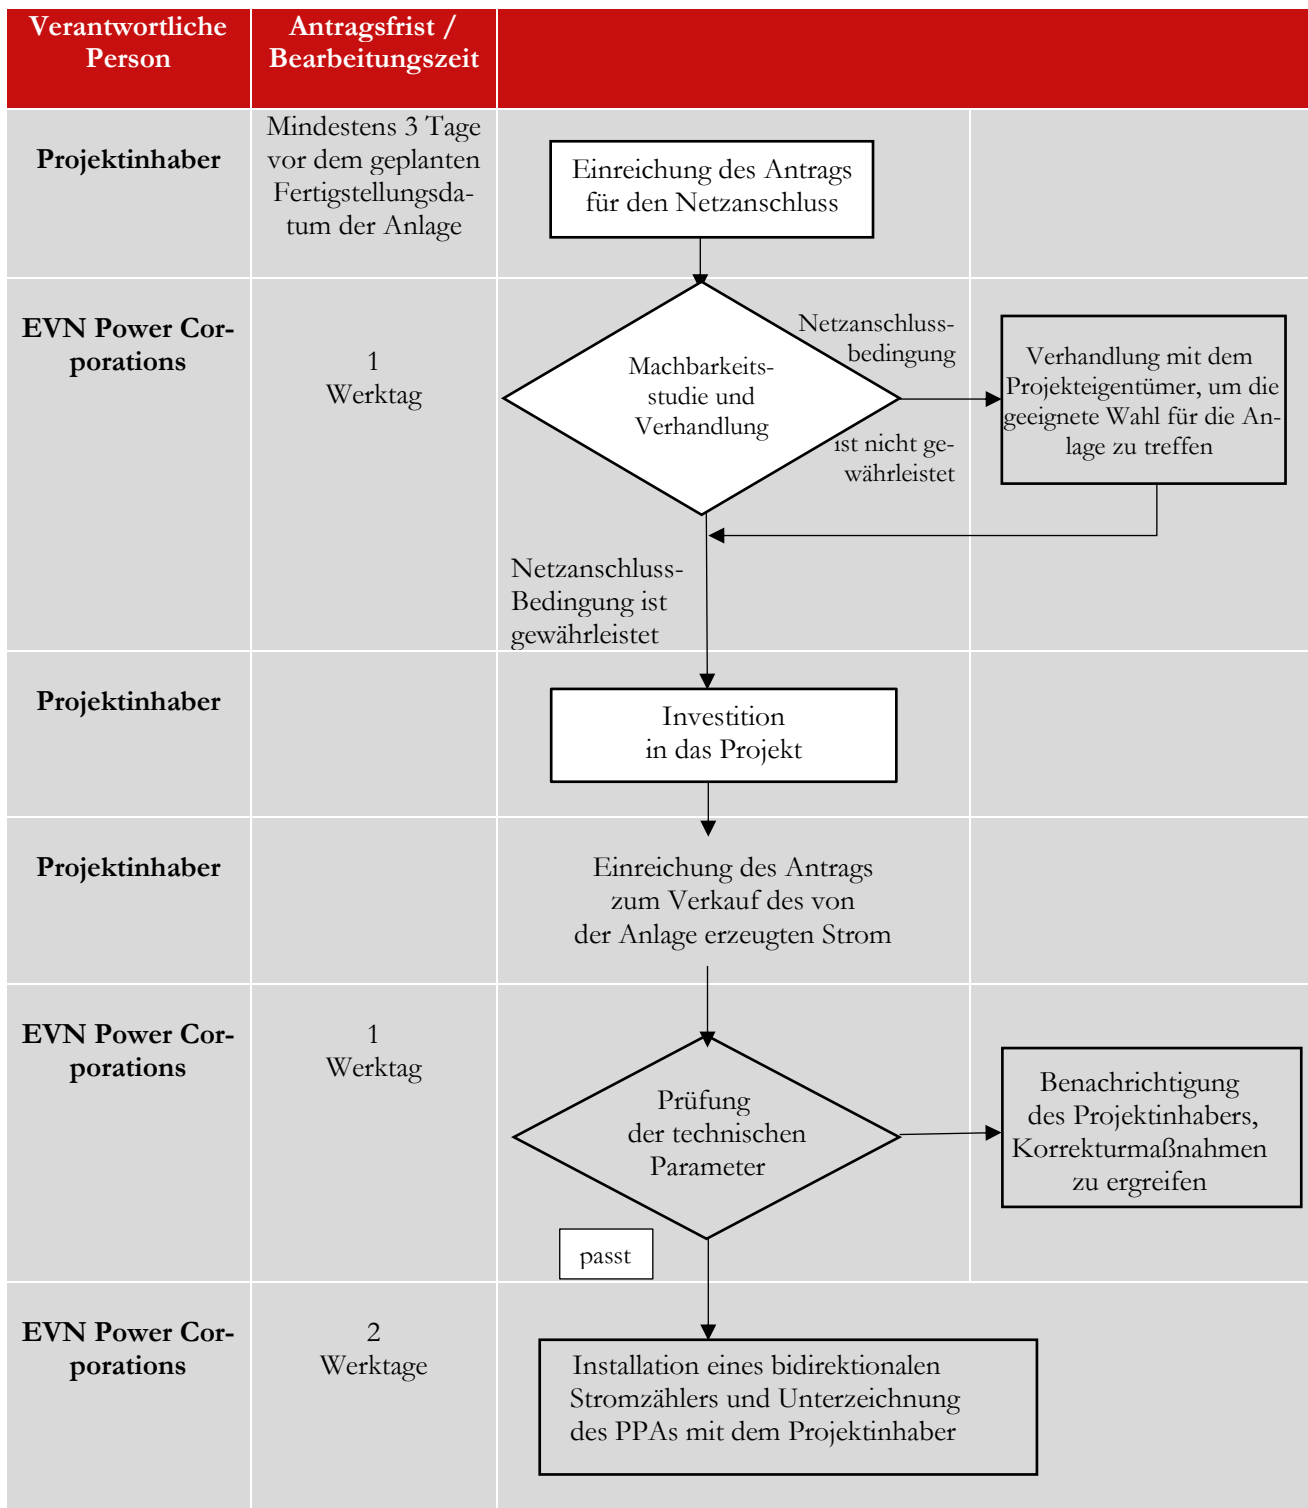 Verantwortliche
Person
Antragsfrist /
Bearbeitungszeit
Projektinhaber
Mindestens 3 Tage
vor dem geplanten
Fertigstellungsda-
tum der Anlage
Einreichung des Antrags
für den Netzanschluss
EVN Power Cor-
porations
1
Werktag
Machbarkeits-
studie und
Verhandlung
Netzanschluss-
bedingung
ist nicht ge-
währleistet
Verhandlung mit dem
Projekteigentümer, um die
geeignete Wahl für die An-
lage zu treffen
Netzanschluss-
Bedingung ist
gewährleistet
Projektinhaber
Investition
in das Projekt
Projektinhaber
Einreichung des Antrags
zum Verkauf des von
der Anlage erzeugten Strom
EVN Power Cor-
porations
1
Werktag
Prüfung
der technischen
Parameter
Benachrichtigung
des Projektinhabers,
Korrekturmaßnahmen
zu ergreifen
passt
EVN Power Cor-
porations
2
Werktage
Installation eines bidirektionalen
Stromzählers und Unterzeichnung
des PPAs mit dem Projektinhaber